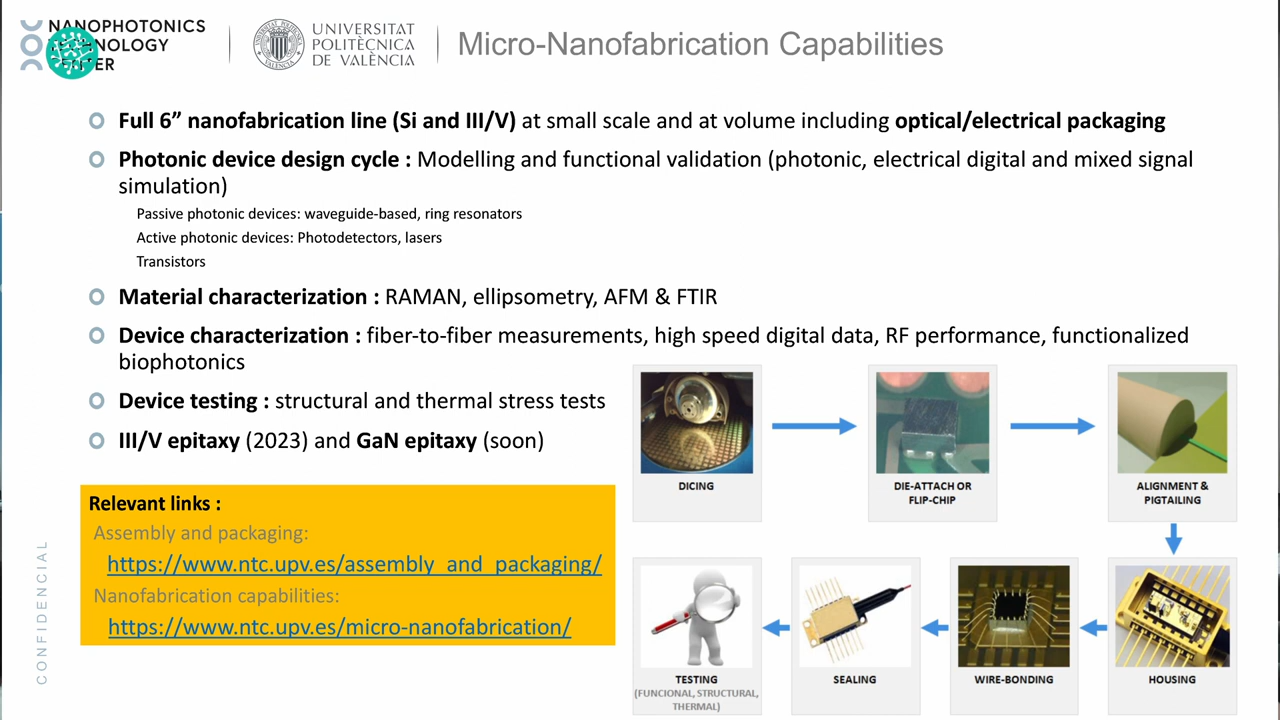 NANOPHOTONICS
TECHNOLOGY
CENTER
UNIVERSITAT
POLITÈCNICA
DE VALÈNCIA
Micro-Nanofabrication Capabilities
Full 6” nanofabrication line (Si and III/V) at small scale and at volume including optical/electrical packaging
Photonic device design cycle : Modelling and functional validation (photonic, electrical digital and mixed signal
simulation)
Passive photonic devices: waveguide-based, ring resonators
Active photonic devices: Photodetectors, lasers
Transistors
Material characterization : RAMAN, ellipsometry, AFM & FTIR
Device characterization : fiber-to-fiber measurements, high speed digital data, RF performance, functionalized
biophotonics
Device testing : structural and thermal stress tests
III/V epitaxy (2023) and GaN epitaxy (soon)
Relevant links :
Assembly and packaging:
https://www.ntc.upv.es/assembly_and_packaging/
Nanofabrication capabilities:
https://www.ntc.upv.es/micro-nanofabrication/
CONFIDENCIAL
DICING
DIE-ATTACH OR
FLIP-CHIP
ALIGNMENT &
PIGTAILING
HOUSING
WIRE-BONDING
SEALING
TESTING
(FUNCIONAL, STRUCTURAL,
THERMAL)